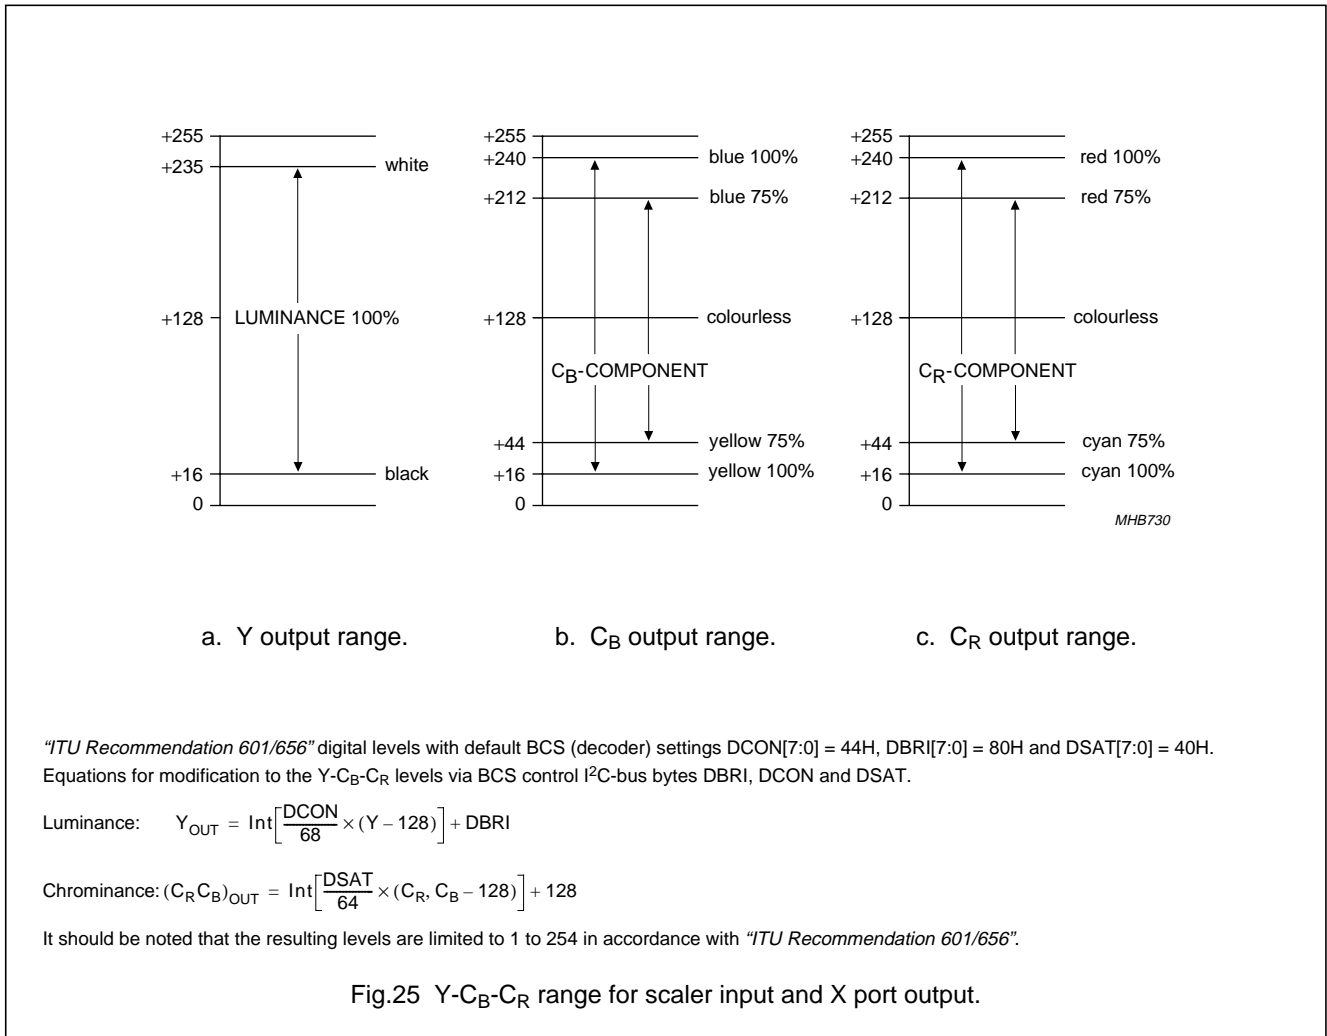 +255
+235
white
+128
LUMINANCE 100%
+16
black
0
+255
+240
blue 100%
+212
blue 75%
+128
colourless
CB-COMPONENT
+44
yellow 75%
+16
yellow 100%
0
+255
+240
red 100%
+212
red 75%
+128
colourless
CR-COMPONENT
+44
cyan 75%
+16
cyan 100%
0
MHB730
a. Y output range.
b. CB output range.
c. CR output range.
“ITU Recommendation 601/656” digital levels with default BCS (decoder) settings DCON[7:0] = 44H, DBRI[7:0] = 80H and DSAT[7:0] = 40H.
Equations for modification to the Y-CB-CR levels via BCS control I²C-bus bytes DBRI, DCON and DSAT.
Luminance: YOUT = Int[DCON/68 × (Y – 128)] + DBRI
Chrominance: (CRCB)OUT = Int[DSAT/64 × (CR, CB – 128)] + 128
It should be noted that the resulting levels are limited to 1 to 254 in accordance with “ITU Recommendation 601/656”.
Fig.25 Y-CB-CR range for scaler input and X port output.